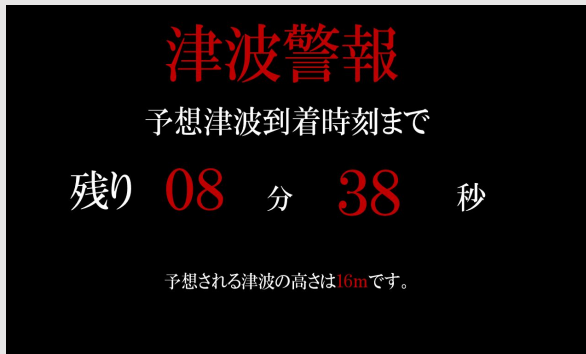 津波警報
予想津波到着時刻まで
残り 08 分 38 秒
予想される津波の高さは16mです。